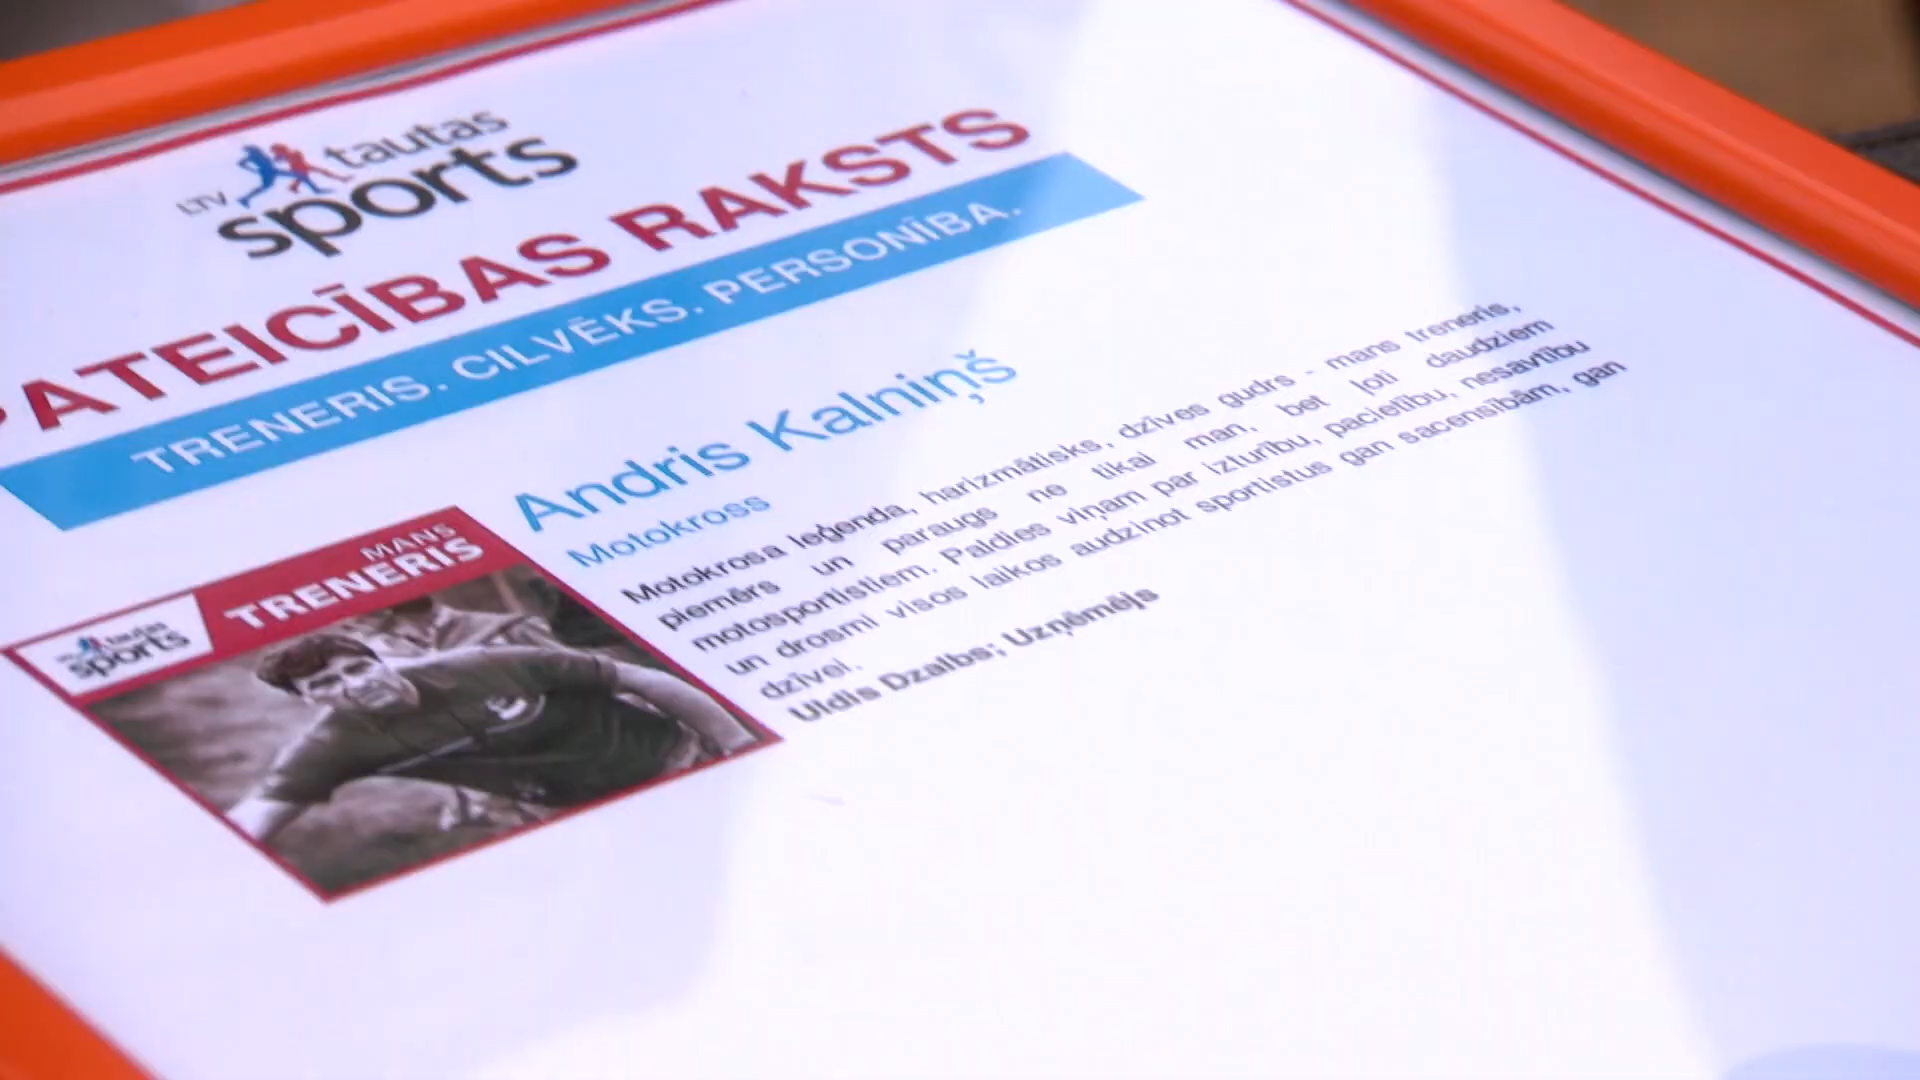 LTV tautas
sports
PATEICĪBAS RAKSTS
TRENERIS. CILVĒKS. PERSONĪBA.
Andris Kalniņš
Motokross
Motokrosa leģenda, harizmātisks, dzīves gudrs - mans treneris,
piemērs un paraugs ne tikai man, bet ļoti daudziem
motosportistiem. Paldies viņam par izturību, pacietību, nesavtību
un drosmi visos laikos audzinot sportistus gan sacensībām, gan
dzīvei.
Uldis Dzalbs; Uzņēmējs
MANS
TRENERIS
tautas
sports